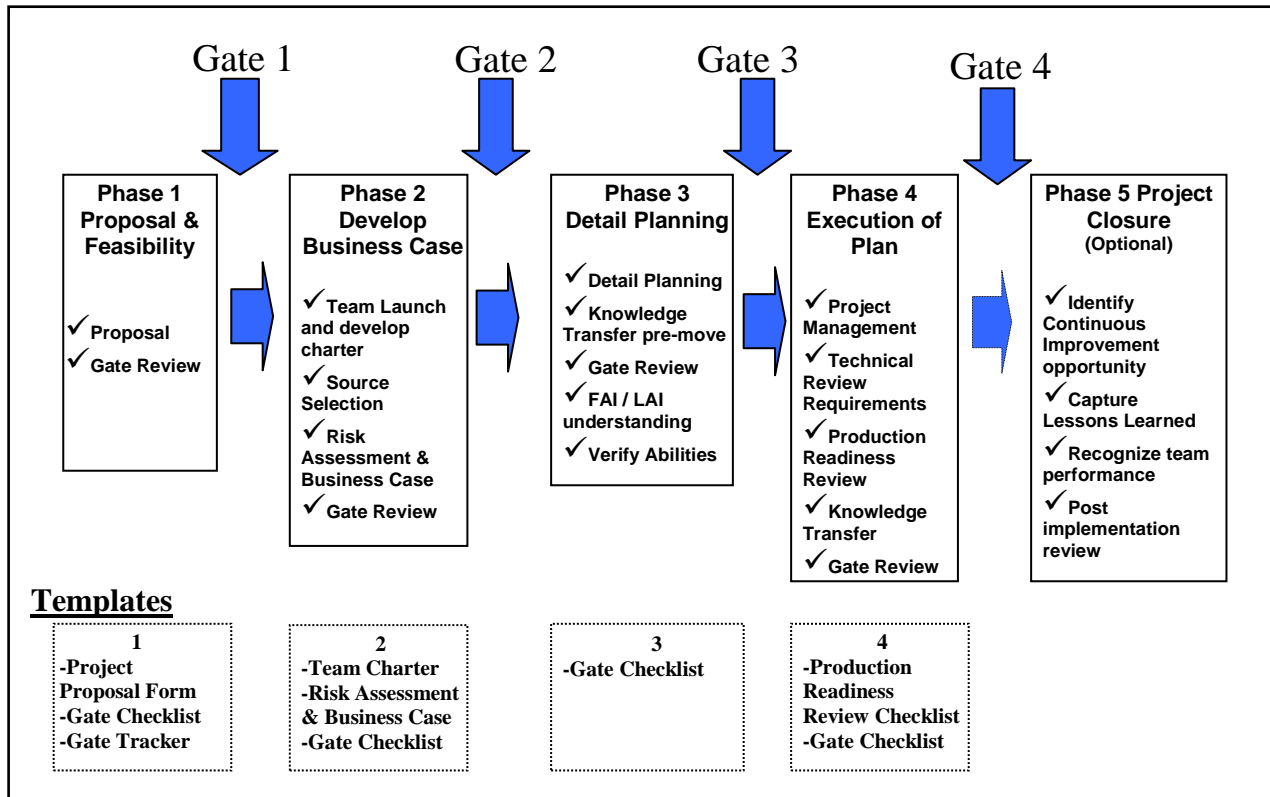 Gate 1
Gate 2
Gate 3
Gate 4
Phase 1
Proposal &
Feasibility
✓Proposal
✓Gate Review
Phase 2
Develop
Business Case
✓Team Launch
and develop
charter
✓Source
Selection
✓Risk
Assessment &
Business Case
✓Gate Review
Phase 3
Detail Planning
✓Detail Planning
✓Knowledge
Transfer pre-move
✓Gate Review
✓FAI / LAI
understanding
✓Verify Abilities
Phase 4
Execution of
Plan
✓Project
Management
✓Technical
Review
Requirements
✓Production
Readiness
Review
✓Knowledge
Transfer
✓Gate Review
Phase 5 Project
Closure
(Optional)
✓Identify
Continuous
Improvement
opportunity
✓Capture
Lessons Learned
✓Recognize team
performance
✓Post
implementation
review
Templates
1
-Project
Proposal Form
-Gate Checklist
-Gate Tracker
2
-Team Charter
-Risk Assessment
& Business Case
-Gate Checklist
3
-Gate Checklist
4
-Production
Readiness
Review Checklist
-Gate Checklist